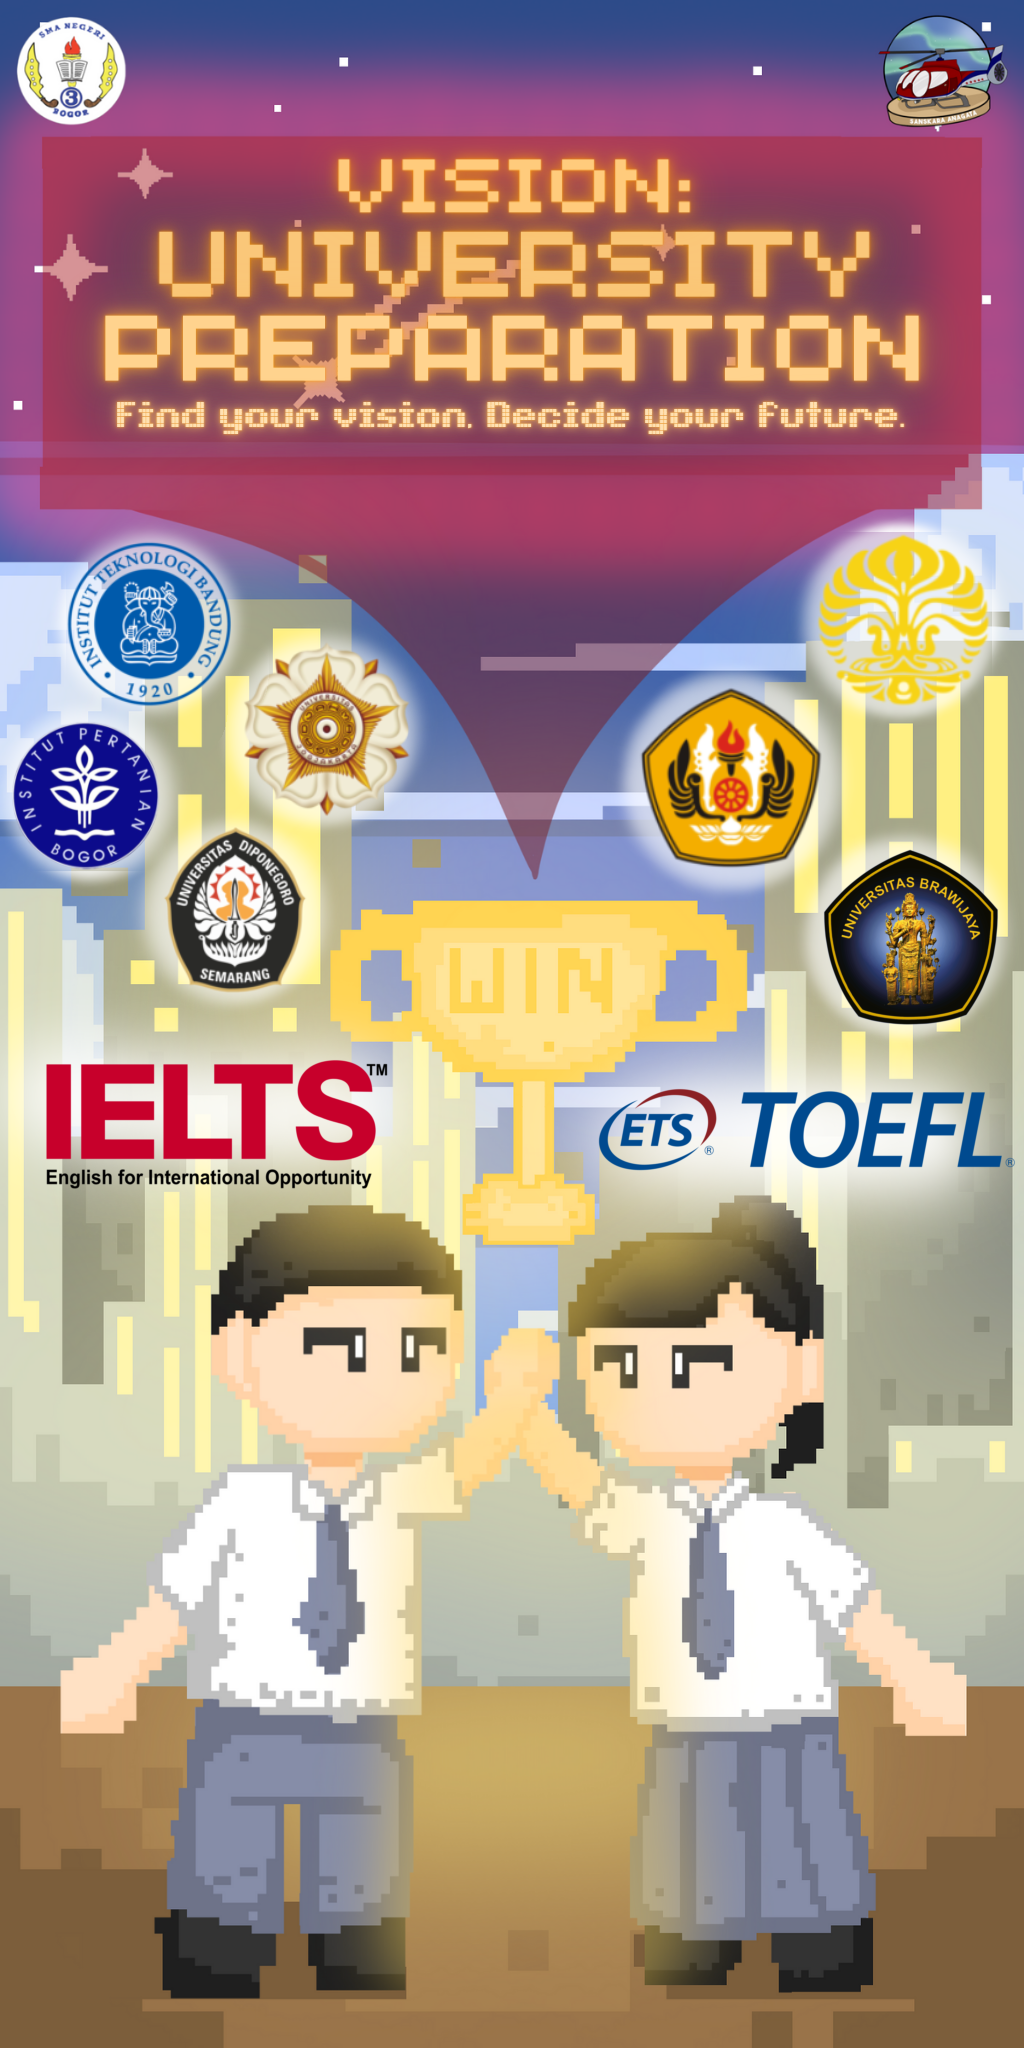 SMA NEGERI
3
BOGOR
SANSKARA ANAGATA
VISION:
UNIVERSITY
PREPARATION
Find your vision. Decide your future.
INSTITUT TEKNOLOGI BANDUNG
1920
INSTITUT PERTANIAN
BOGOR
UNIVERSITAS
UNIVERSITAS DIPONEGORO
SEMARANG
UNIVERSITAS BRAWIJAYA
WIN
IELTS™
English for International Opportunity
ETS® TOEFL®